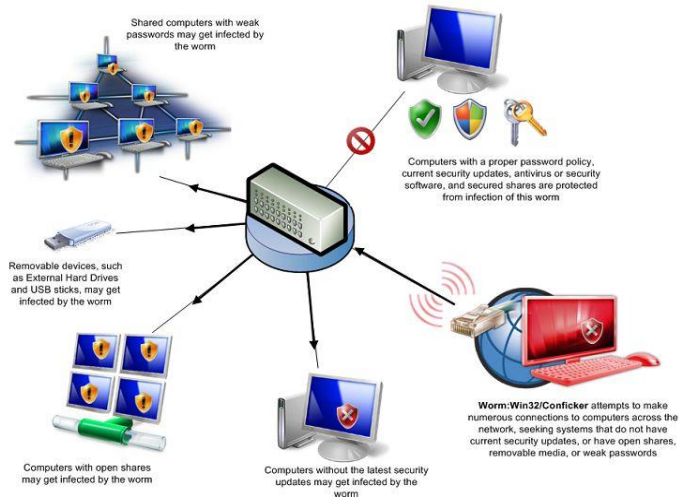 Shared computers with weak
passwords may get infected by
the worm
Computers with a proper password policy,
current security updates, antivirus or security
software, and secured shares are protected
from infection of this worm
Removable devices, such
as External Hard Drives
and USB sticks, may get
infected by the worm
Worm:Win32/Conficker attempts to make
numerous connections to computers across the
network, seeking systems that do not have
current security updates, or have open shares,
removable media, or weak passwords
Computers with open shares
may get infected by the worm
Computers without the latest security
updates may get infected by the
worm